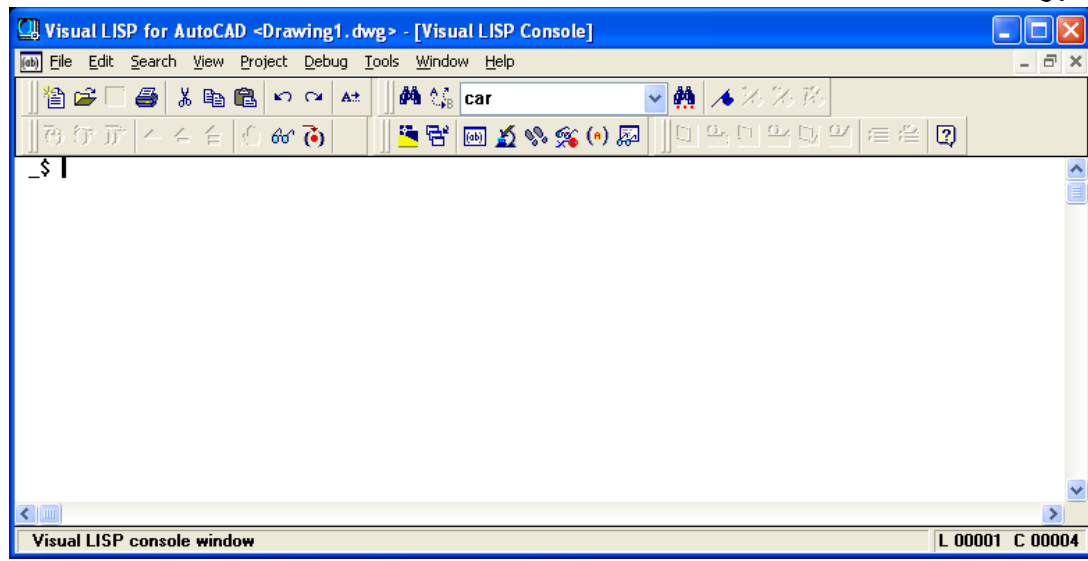 Visual LISP for AutoCAD <Drawing1.dwg> - [Visual LISP Console]
File Edit Search View Project Debug Tools Window Help
car
_$
Visual LISP console window L 00001 C 00004